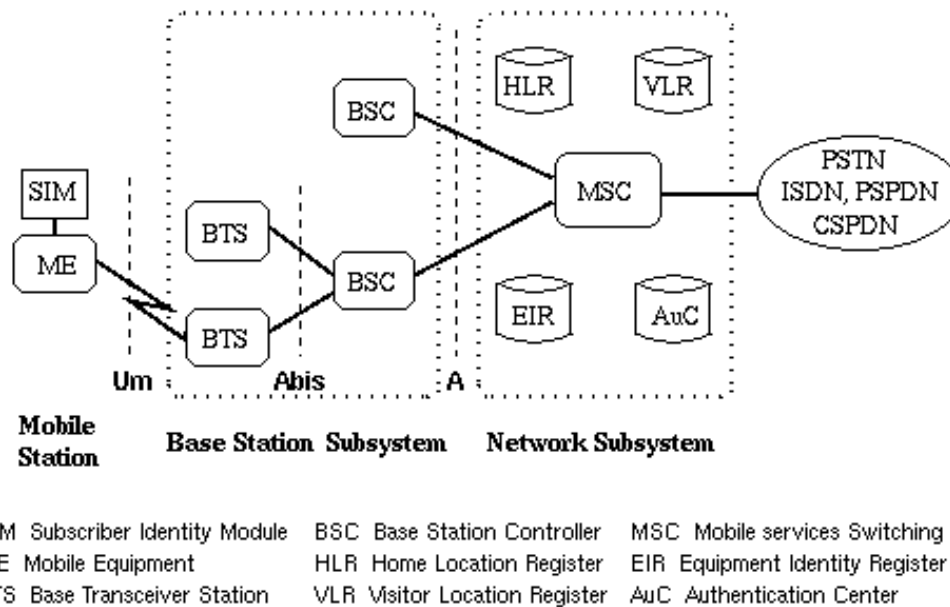 HLR
VLR
BSC
SIM
MSC
PSTN
ISDN, PSPDN
CSPDN
BTS
ME
BSC
BTS
EIR
AuC
Um
Abis
A
Mobile
Station
Base Station Subsystem
Network Subsystem
M Subscriber Identity Module BSC Base Station Controller MSC Mobile services Switching
E Mobile Equipment HLR Home Location Register EIR Equipment Identity Register
TS Base Transceiver Station VLR Visitor Location Register AuC Authentication Center